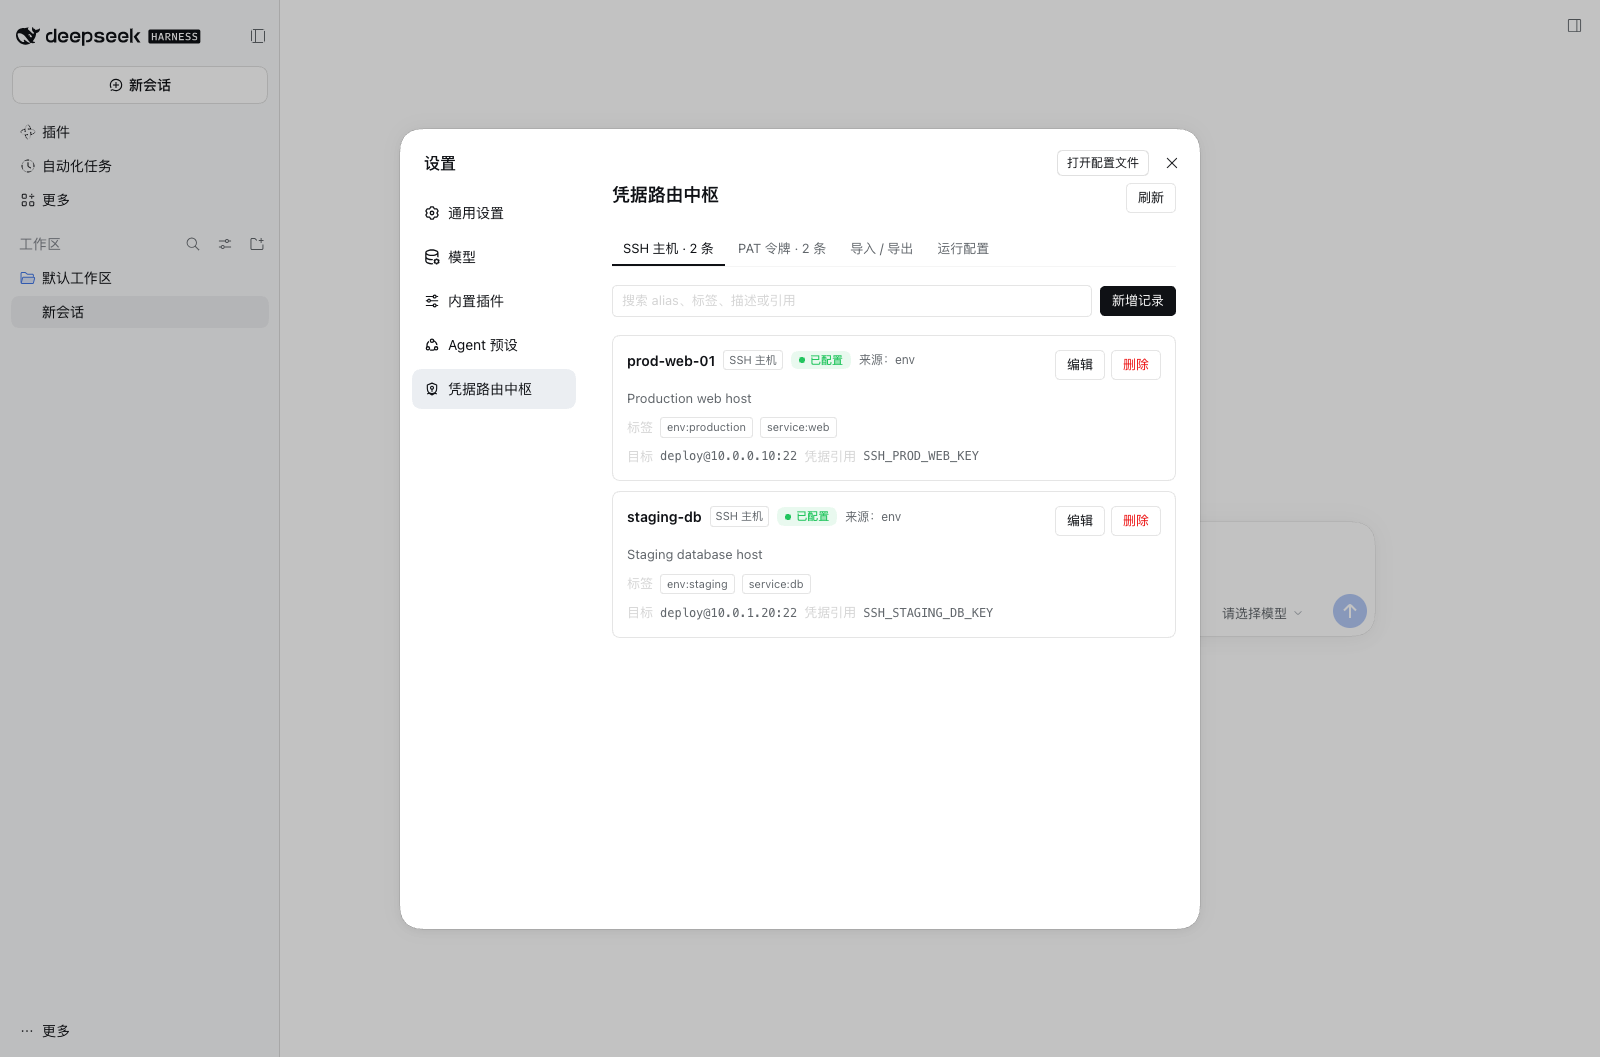 deepseek HARNESS
新会话
插件
自动化任务
更多
工作区
默认工作区
新会话
更多
设置
打开配置文件
通用设置
模型
内置插件
Agent 预设
凭据路由中枢
凭据路由中枢
刷新
SSH 主机 · 2 条 PAT 令牌 · 2 条 导入 / 导出 运行配置
搜索 alias、标签、描述或引用 新增记录
prod-web-01 SSH 主机 已配置 来源：env 编辑 删除
Production web host
标签 env:production service:web
目标 deploy@10.0.0.10:22 凭据引用 SSH_PROD_WEB_KEY
staging-db SSH 主机 已配置 来源：env 编辑 删除
Staging database host
标签 env:staging service:db
目标 deploy@10.0.1.20:22 凭据引用 SSH_STAGING_DB_KEY
请选择模型